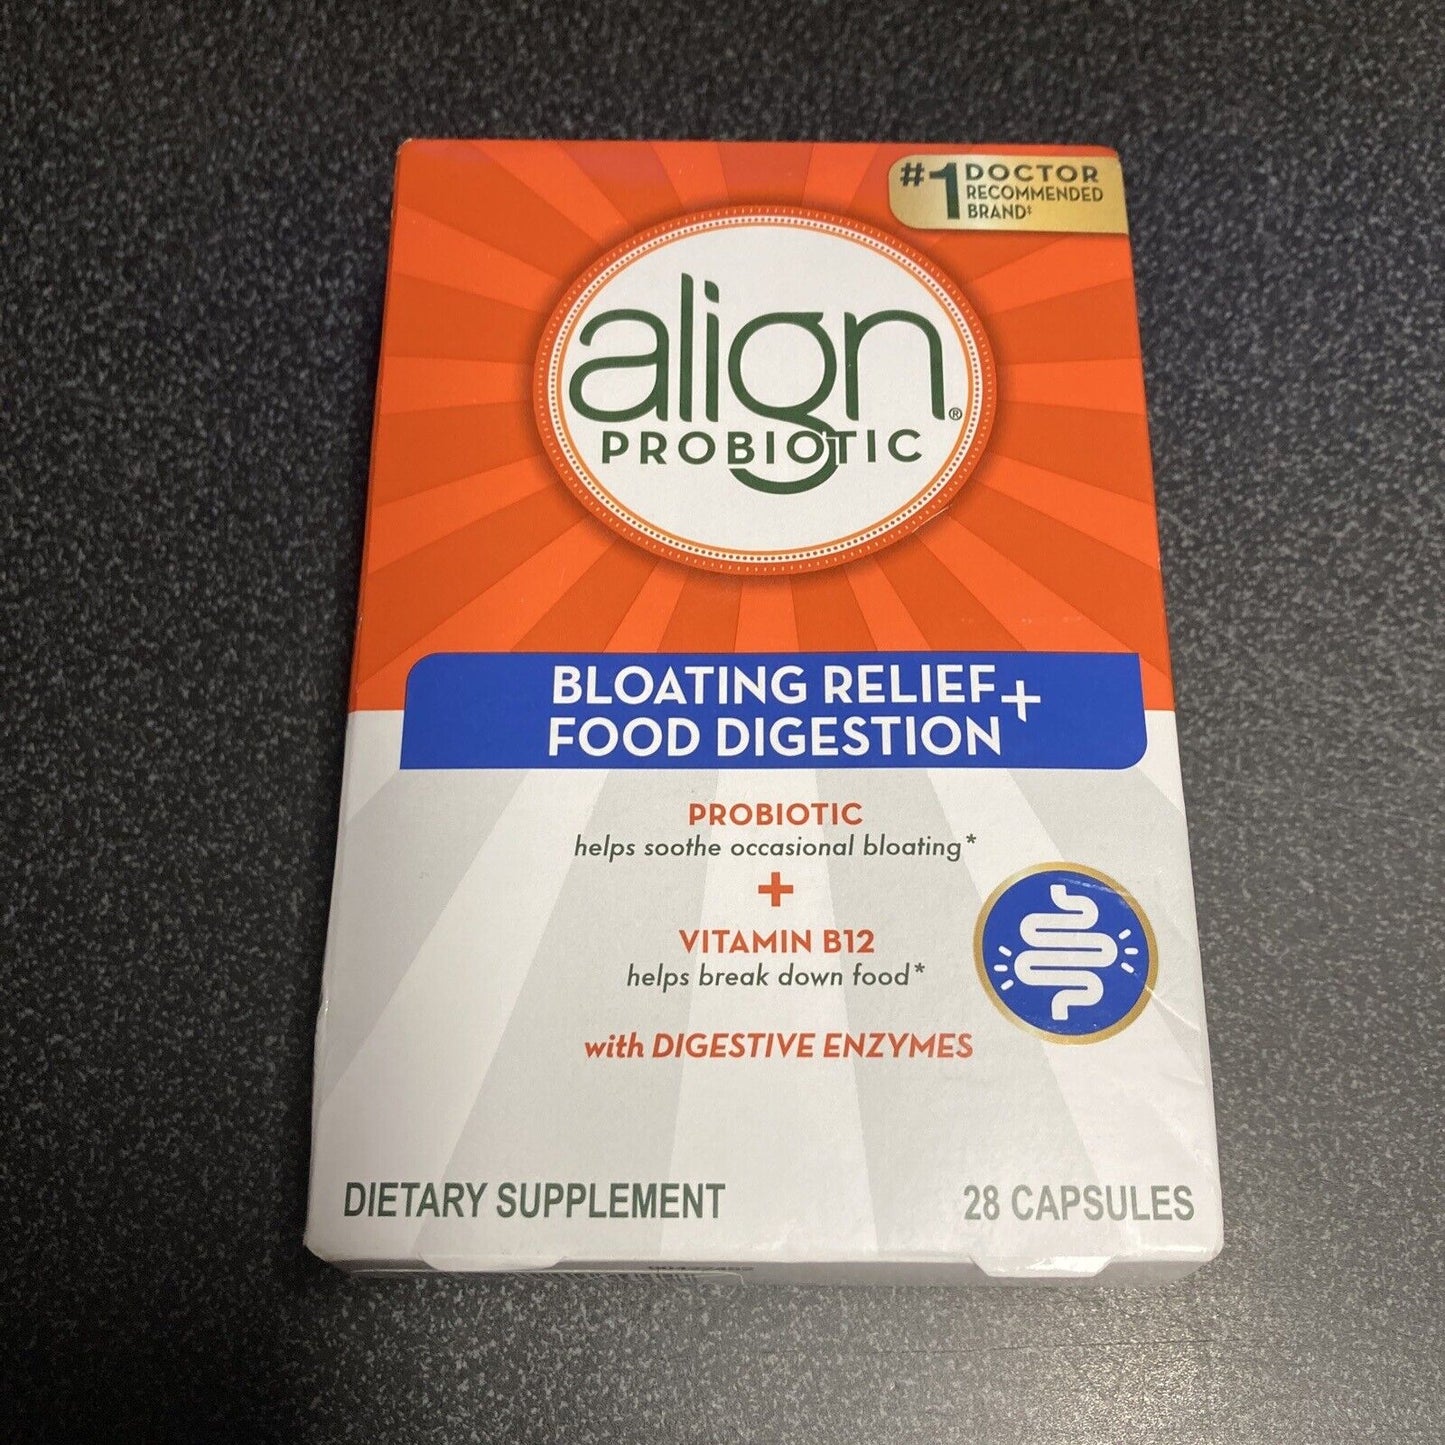 #1 DOCTOR
RECOMMENDED
BRAND‡
align®
PROBIOTIC
BLOATING RELIEF +
FOOD DIGESTION
PROBIOTIC
helps soothe occasional bloating*
+
VITAMIN B12
helps break down food*
with DIGESTIVE ENZYMES
DIETARY SUPPLEMENT
28 CAPSULES